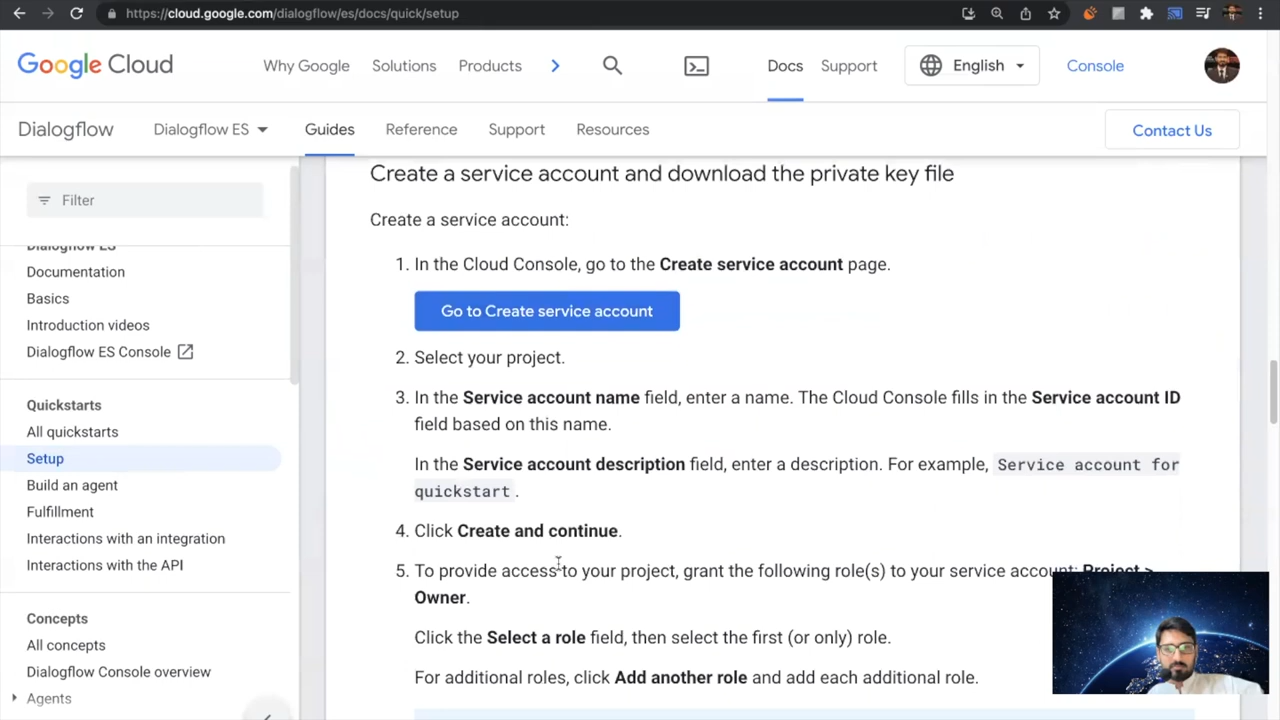 https://cloud.google.com/dialogflow/es/docs/quick/setup
Google Cloud
Why Google
Solutions
Products
Docs
Support
English
Console
Dialogflow
Dialogflow ES
Guides
Reference
Support
Resources
Contact Us
Filter
Dialogflow ES
Documentation
Basics
Introduction videos
Dialogflow ES Console
Quickstarts
All quickstarts
Setup
Build an agent
Fulfillment
Interactions with an integration
Interactions with the API
Concepts
All concepts
Dialogflow Console overview
Agents
Create a service account and download the private key file
Create a service account:
1. In the Cloud Console, go to the Create service account page.
Go to Create service account
2. Select your project.
3. In the Service account name field, enter a name. The Cloud Console fills in the Service account ID
field based on this name.
In the Service account description field, enter a description. For example, Service account for
quickstart.
4. Click Create and continue.
5. To provide access to your project, grant the following role(s) to your service account: Project >
Owner.
Click the Select a role field, then select the first (or only) role.
For additional roles, click Add another role and add each additional role.